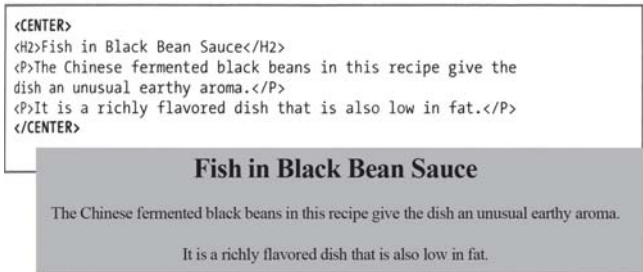 <CENTER>
<H2>Fish in Black Bean Sauce</H2>
<P>The Chinese fermented black beans in this recipe give the
dish an unusual earthy aroma.</P>
<P>It is a richly flavored dish that is also low in fat.</P>
</CENTER>
Fish in Black Bean Sauce
The Chinese fermented black beans in this recipe give the dish an unusual earthy aroma.
It is a richly flavored dish that is also low in fat.